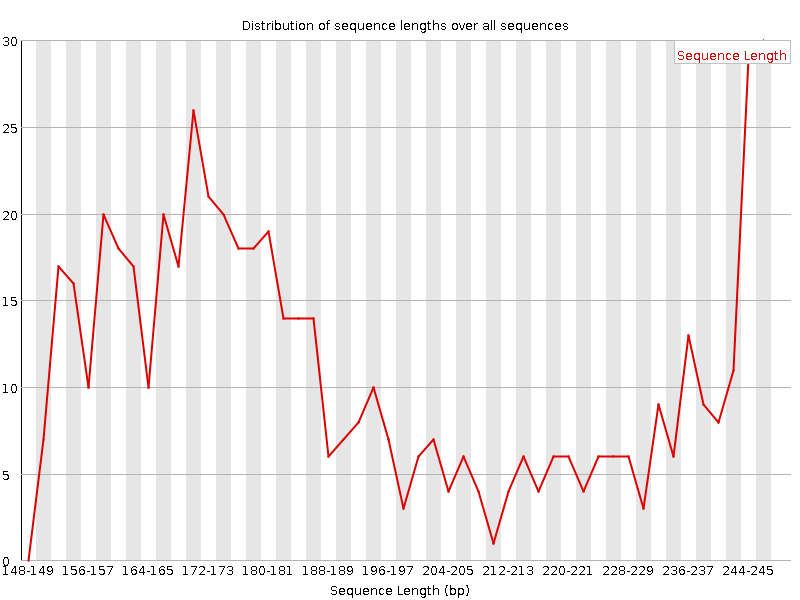 Distribution of sequence lengths over all sequences
30
Sequence Length
25
20
15
10
5
0
148-149 156-157 164-165 172-173 180-181 188-189 196-197 204-205 212-213 220-221 228-229 236-237 244-245
Sequence Length (bp)